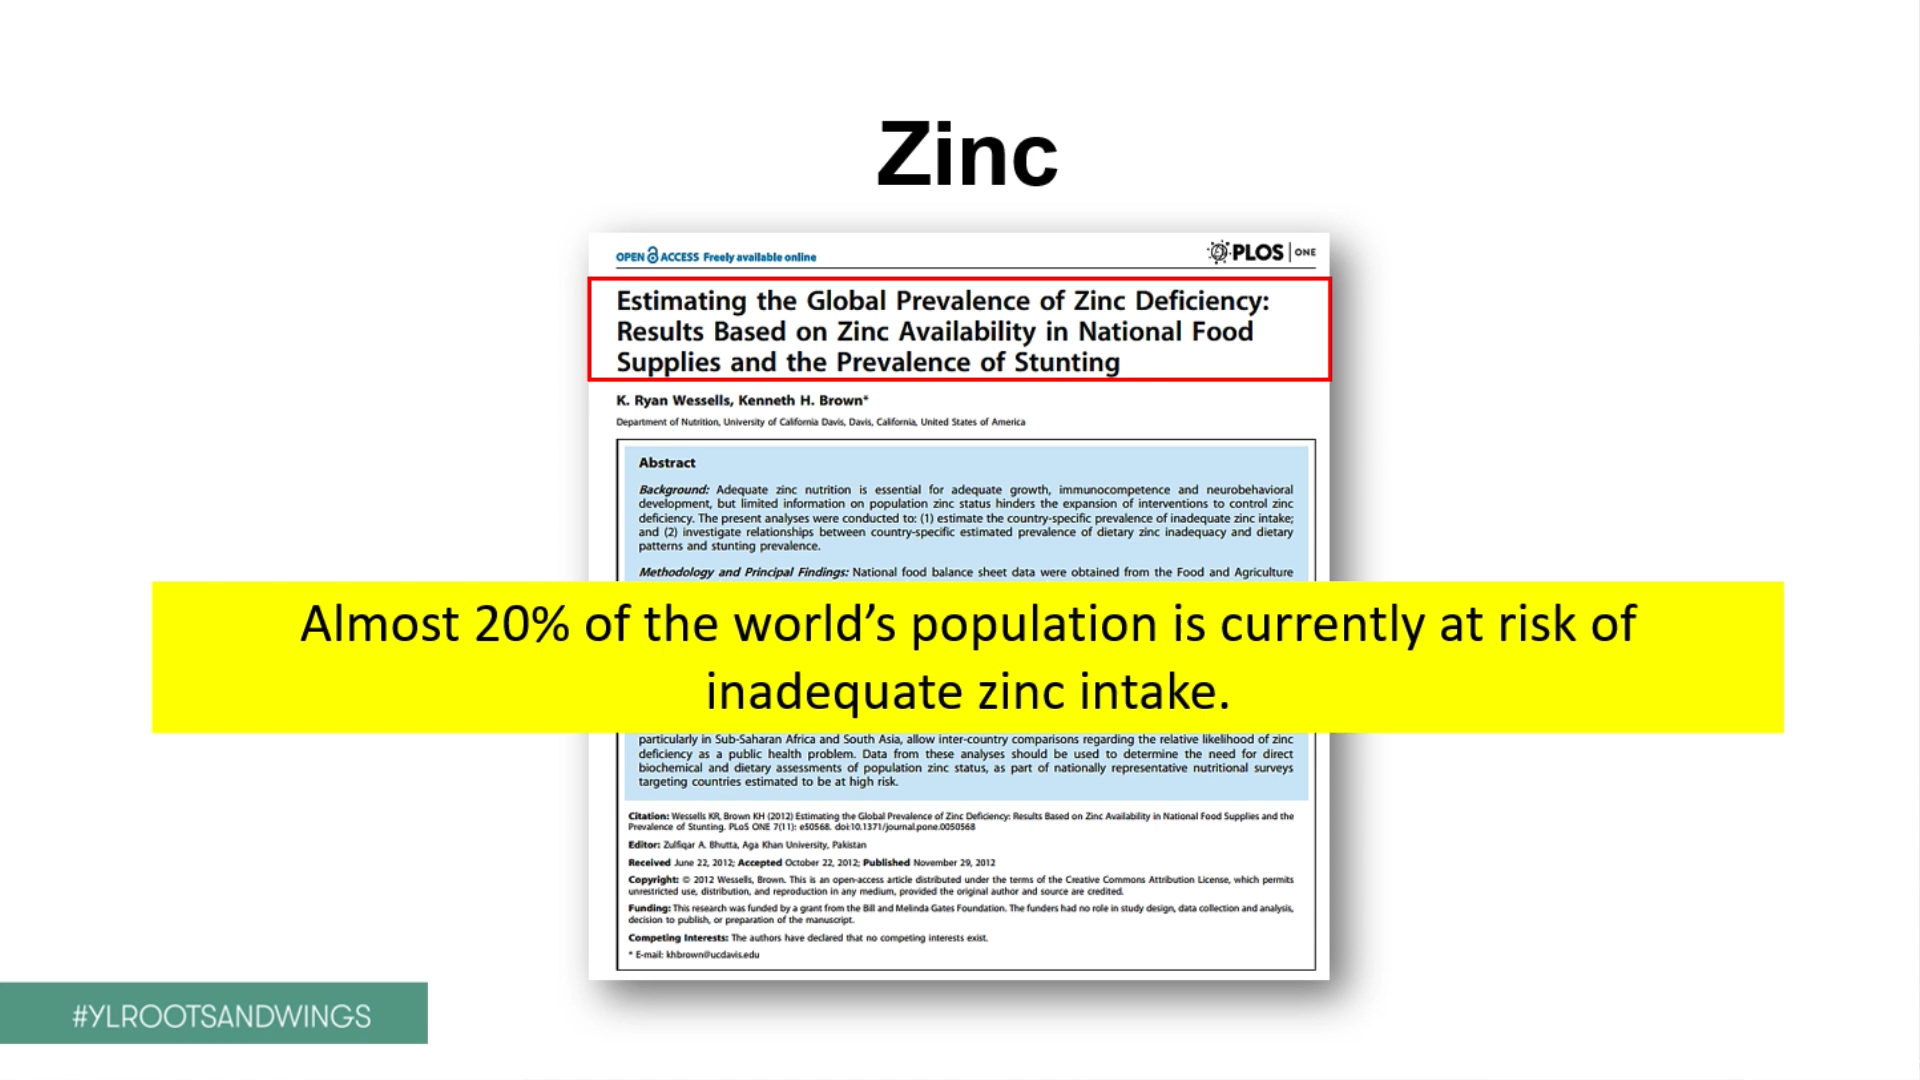 Zinc
OPEN ACCESS Freely available online
PLOS ONE
Estimating the Global Prevalence of Zinc Deficiency:
Results Based on Zinc Availability in National Food
Supplies and the Prevalence of Stunting
K. Ryan Wessells, Kenneth H. Brown*
Department of Nutrition, University of California Davis, Davis, California, United States of America
Abstract
Background: Adequate zinc nutrition is essential for adequate growth, immunocompetence and neurobehavioral
development, but limited information on population zinc status hinders the expansion of interventions to control zinc
deficiency. The present analyses were conducted to: (1) estimate the country-specific prevalence of inadequate zinc intake;
and (2) investigate relationships between country-specific estimated prevalence of dietary zinc inadequacy and dietary
patterns and stunting prevalence.
Methodology and Principal Findings: National food balance sheet data were obtained from the Food and Agriculture
Almost 20% of the world’s population is currently at risk of
inadequate zinc intake.
particularly in Sub-Saharan Africa and South Asia, allow inter-country comparisons regarding the relative likelihood of zinc
deficiency as a public health problem. Data from these analyses should be used to determine the need for direct
biochemical and dietary assessments of population zinc status, as part of nationally representative nutritional surveys
targeting countries estimated to be at high risk.
Citation: Wessells KR, Brown KH (2012) Estimating the Global Prevalence of Zinc Deficiency: Results Based on Zinc Availability in National Food Supplies and the
Prevalence of Stunting. PLoS ONE 7(11): e50568. doi:10.1371/journal.pone.0050568
Editor: Zulfiqar A. Bhutta, Aga Khan University, Pakistan
Received June 22, 2012; Accepted October 22, 2012; Published November 29, 2012
Copyright: © 2012 Wessells, Brown. This is an open-access article distributed under the terms of the Creative Commons Attribution License, which permits
unrestricted use, distribution, and reproduction in any medium, provided the original author and source are credited.
Funding: This research was funded by a grant from the Bill and Melinda Gates Foundation. The funders had no role in study design, data collection and analysis,
decision to publish, or preparation of the manuscript.
Competing Interests: The authors have declared that no competing interests exist.
* E-mail: khbrown@ucdavis.edu
#YLROOTSANDWINGS